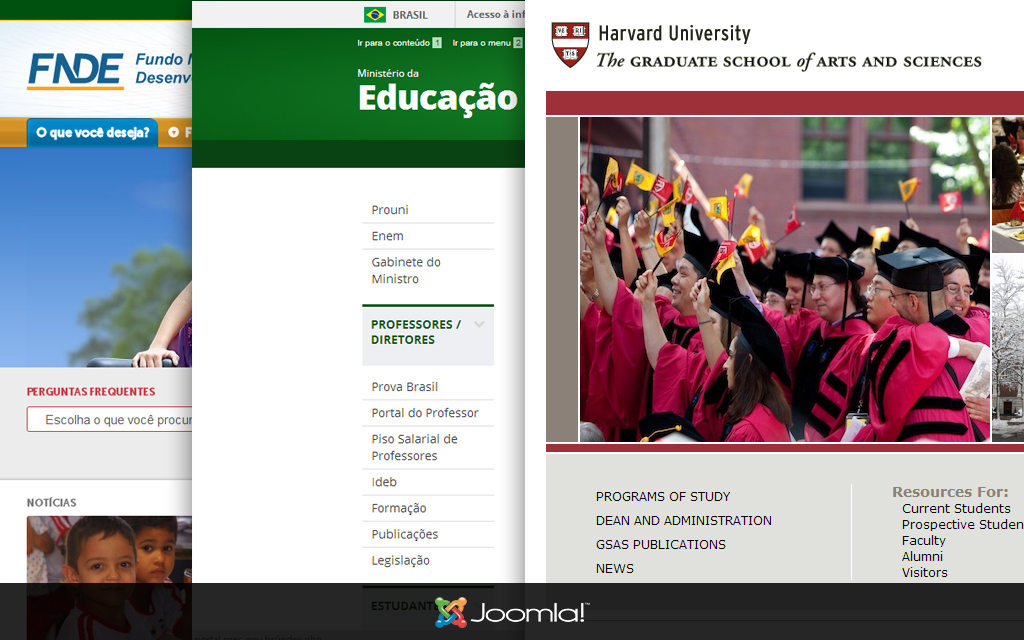 FNDE
Fundo
Desenv
O que você deseja?
F
PERGUNTAS FREQUENTES
Escolha o que você procur
NOTÍCIAS
BRASIL
Acesso à inf
Ir para o conteúdo 1
Ir para o menu 2
Ministério da
Educação
Prouni
Enem
Gabinete do
Ministro
PROFESSORES /
DIRETORES
Prova Brasil
Portal do Professor
Piso Salarial de
Professores
Ideb
Formação
Publicações
Legislação
ESTUDANT
Harvard University
The GRADUATE SCHOOL of ARTS AND SCIENCES
PROGRAMS OF STUDY
DEAN AND ADMINISTRATION
GSAS PUBLICATIONS
NEWS
Resources For:
Current Students
Prospective Studen
Faculty
Alumni
Visitors
Joomla!™